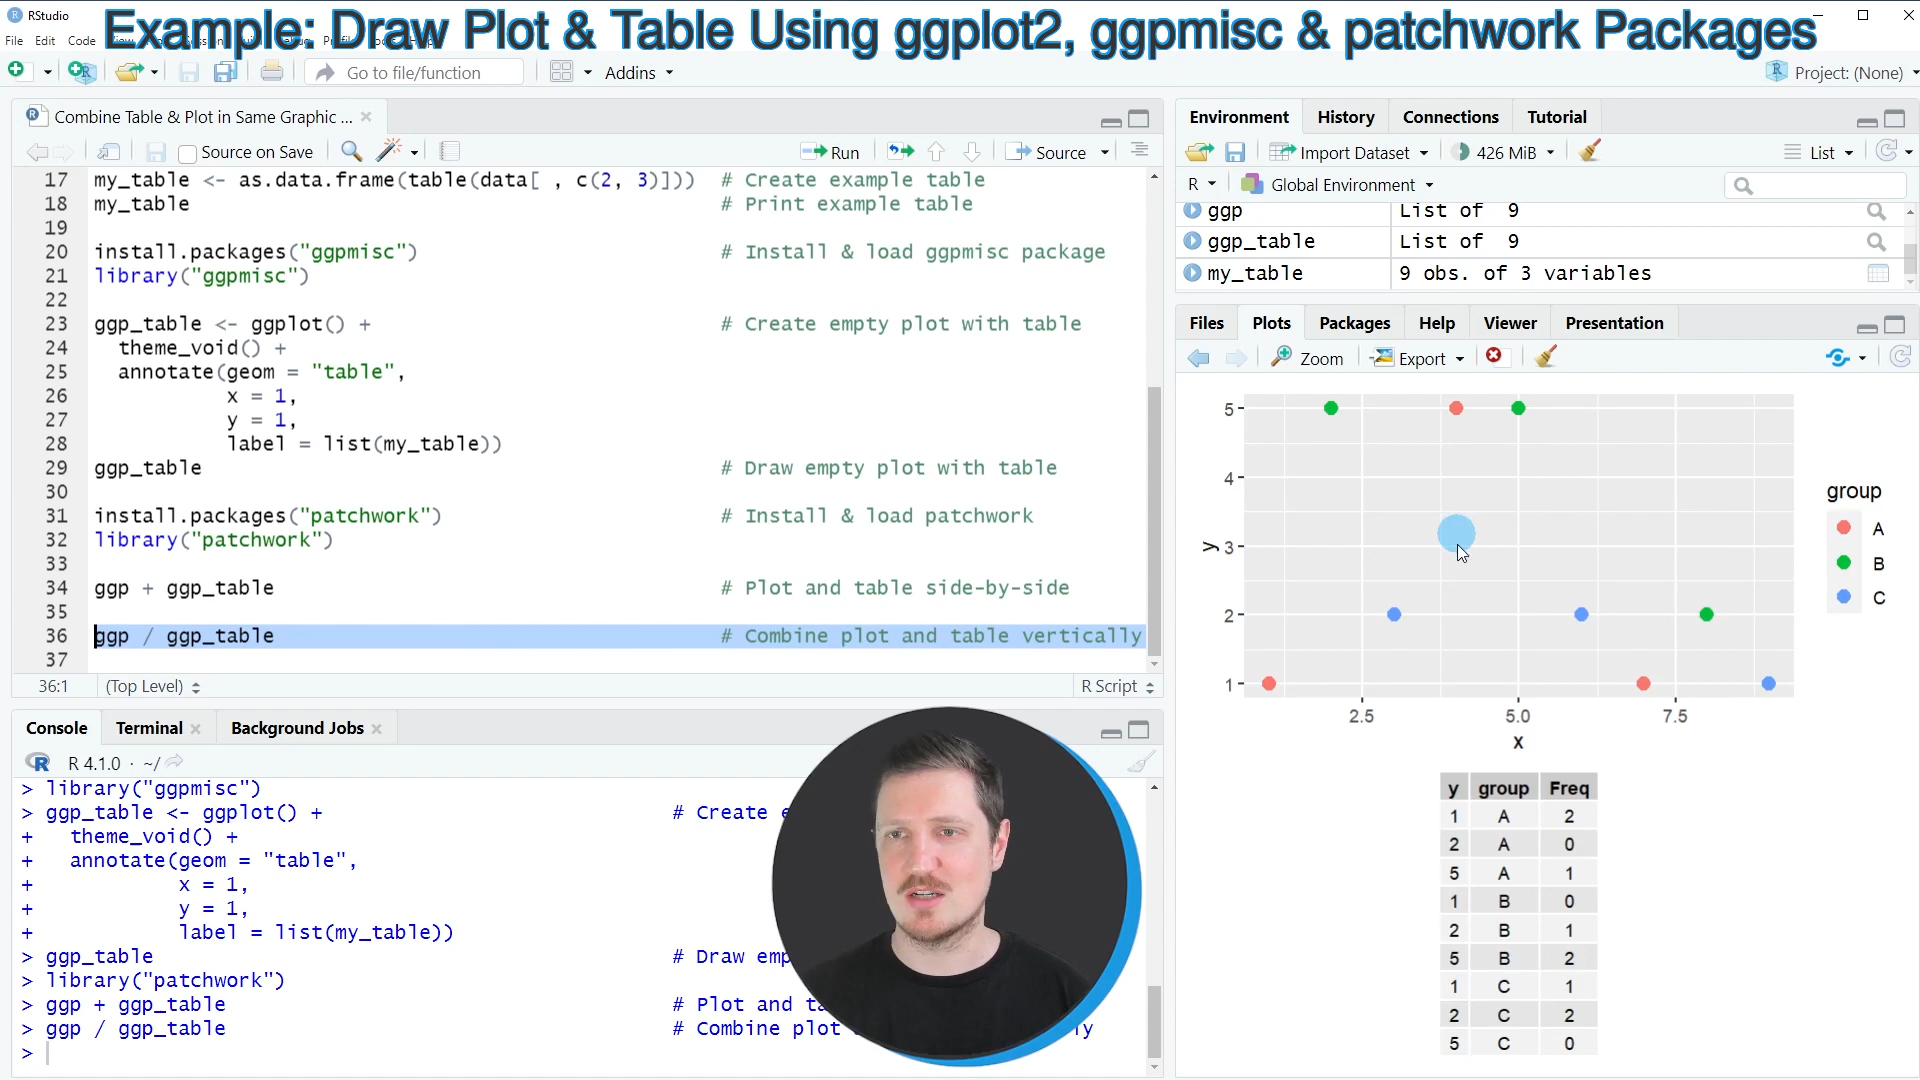 RStudio
Example: Draw Plot & Table Using ggplot2, ggpmisc & patchwork Packages
File Edit Code
Go to file/function
Addins
Project: (None)
Combine Table & Plot in Same Graphic ...
Source on Save
Run
Source
17 my_table <- as.data.frame(table(data[ , c(2, 3)])) # Create example table
18 my_table # Print example table
19
20 install.packages("ggpmisc") # Install & load ggpmisc package
21 library("ggpmisc")
22
23 ggp_table <- ggplot() + # Create empty plot with table
24 theme_void() +
25 annotate(geom = "table",
26 x = 1,
27 y = 1,
28 label = list(my_table))
29 ggp_table # Draw empty plot with table
30
31 install.packages("patchwork") # Install & load patchwork
32 library("patchwork")
33
34 ggp + ggp_table # Plot and table side-by-side
35
36 ggp / ggp_table # Combine plot and table vertically
37
36:1 (Top Level) R Script
Console Terminal Background Jobs
R 4.1.0 · ~/
> library("ggpmisc")
> ggp_table <- ggplot() + # Create
+ theme_void() +
+ annotate(geom = "table",
+ x = 1,
+ y = 1,
+ label = list(my_table))
> ggp_table # Draw emp
> library("patchwork")
> ggp + ggp_table # Plot and ta
> ggp / ggp_table # Combine plot ly
>
Environment History Connections Tutorial
Import Dataset 426 MiB List
R Global Environment
ggp List of 9
ggp_table List of 9
my_table 9 obs. of 3 variables
Files Plots Packages Help Viewer Presentation
Zoom Export
5
4
3
2
1
y
2.5 5.0 7.5
x
group
A
B
C
y group Freq
1 A 2
2 A 0
5 A 1
1 B 0
2 B 1
5 B 2
1 C 1
2 C 2
5 C 0